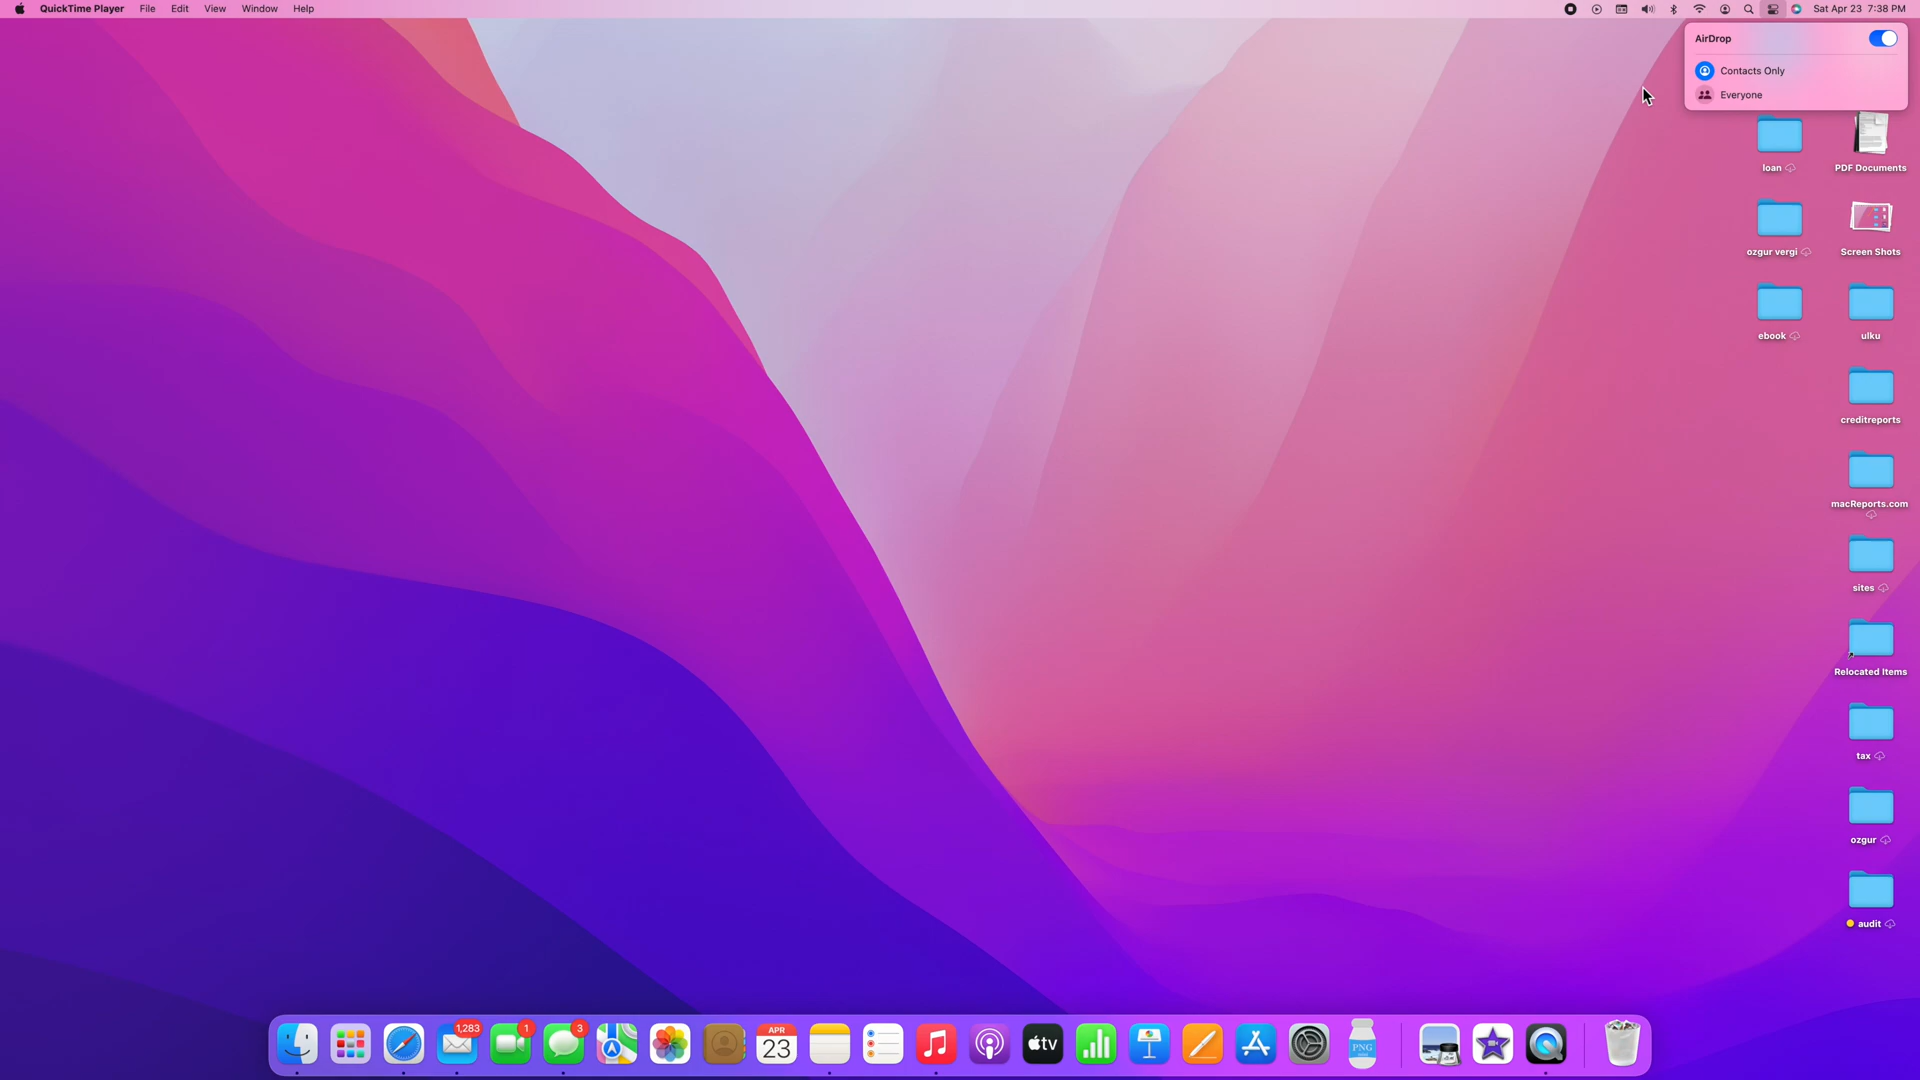 QuickTime Player File Edit View Window Help
Sat Apr 23 7:38 PM
AirDrop
Contacts Only
Everyone
loan
PDF Documents
ozgur vergi
Screen Shots
ebook
ulku
creditreports
macReports.com
sites
Relocated Items
tax
ozgur
audit
1,283
1
3
APR
23
tv
PNG
mini